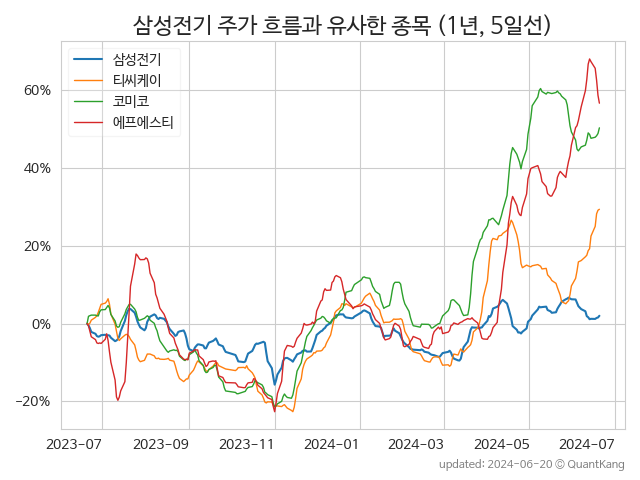 삼성전기 주가 흐름과 유사한 종목 (1년, 5일선)
삼성전기
티씨케이
코미코
에프에스티
60%
40%
20%
0%
−20%
2023-07 2023-09 2023-11 2024-01 2024-03 2024-05 2024-07
updated: 2024-06-20 © QuantKang